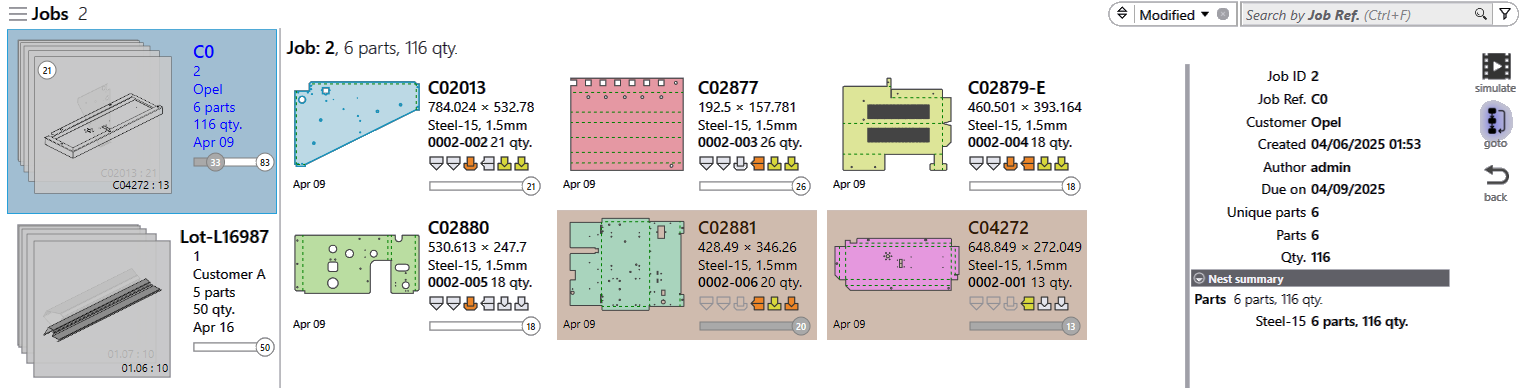 Jobs 2
Modified
Search by Job Ref. (Ctrl+F)
21
C0
2
Opel
6 parts
116 qty.
Apr 09
33
83
C02013 : 21
C04272 : 13
Lot-L16987
1
Customer A
5 parts
50 qty.
Apr 16
50
01.07 : 10
01.06 : 10
Job: 2, 6 parts, 116 qty.
C02013
784.024 × 532.78
Steel-15, 1.5mm
0002-002 21 qty.
Apr 09
21
C02877
192.5 × 157.781
Steel-15, 1.5mm
0002-003 26 qty.
Apr 09
26
C02879-E
460.501 × 393.164
Steel-15, 1.5mm
0002-004 18 qty.
Apr 09
18
C02880
530.613 × 247.7
Steel-15, 1.5mm
0002-005 18 qty.
Apr 09
18
C02881
428.49 × 346.26
Steel-15, 1.5mm
0002-006 20 qty.
Apr 09
20
C04272
648.849 × 272.049
Steel-15, 1.5mm
0002-001 13 qty.
Apr 09
13
Job ID 2
Job Ref. C0
Customer Opel
Created 04/06/2025 01:53
Author admin
Due on 04/09/2025
Unique parts 6
Parts 6
Qty. 116
Nest summary
Parts 6 parts, 116 qty.
Steel-15 6 parts, 116 qty.
simulate
goto
back